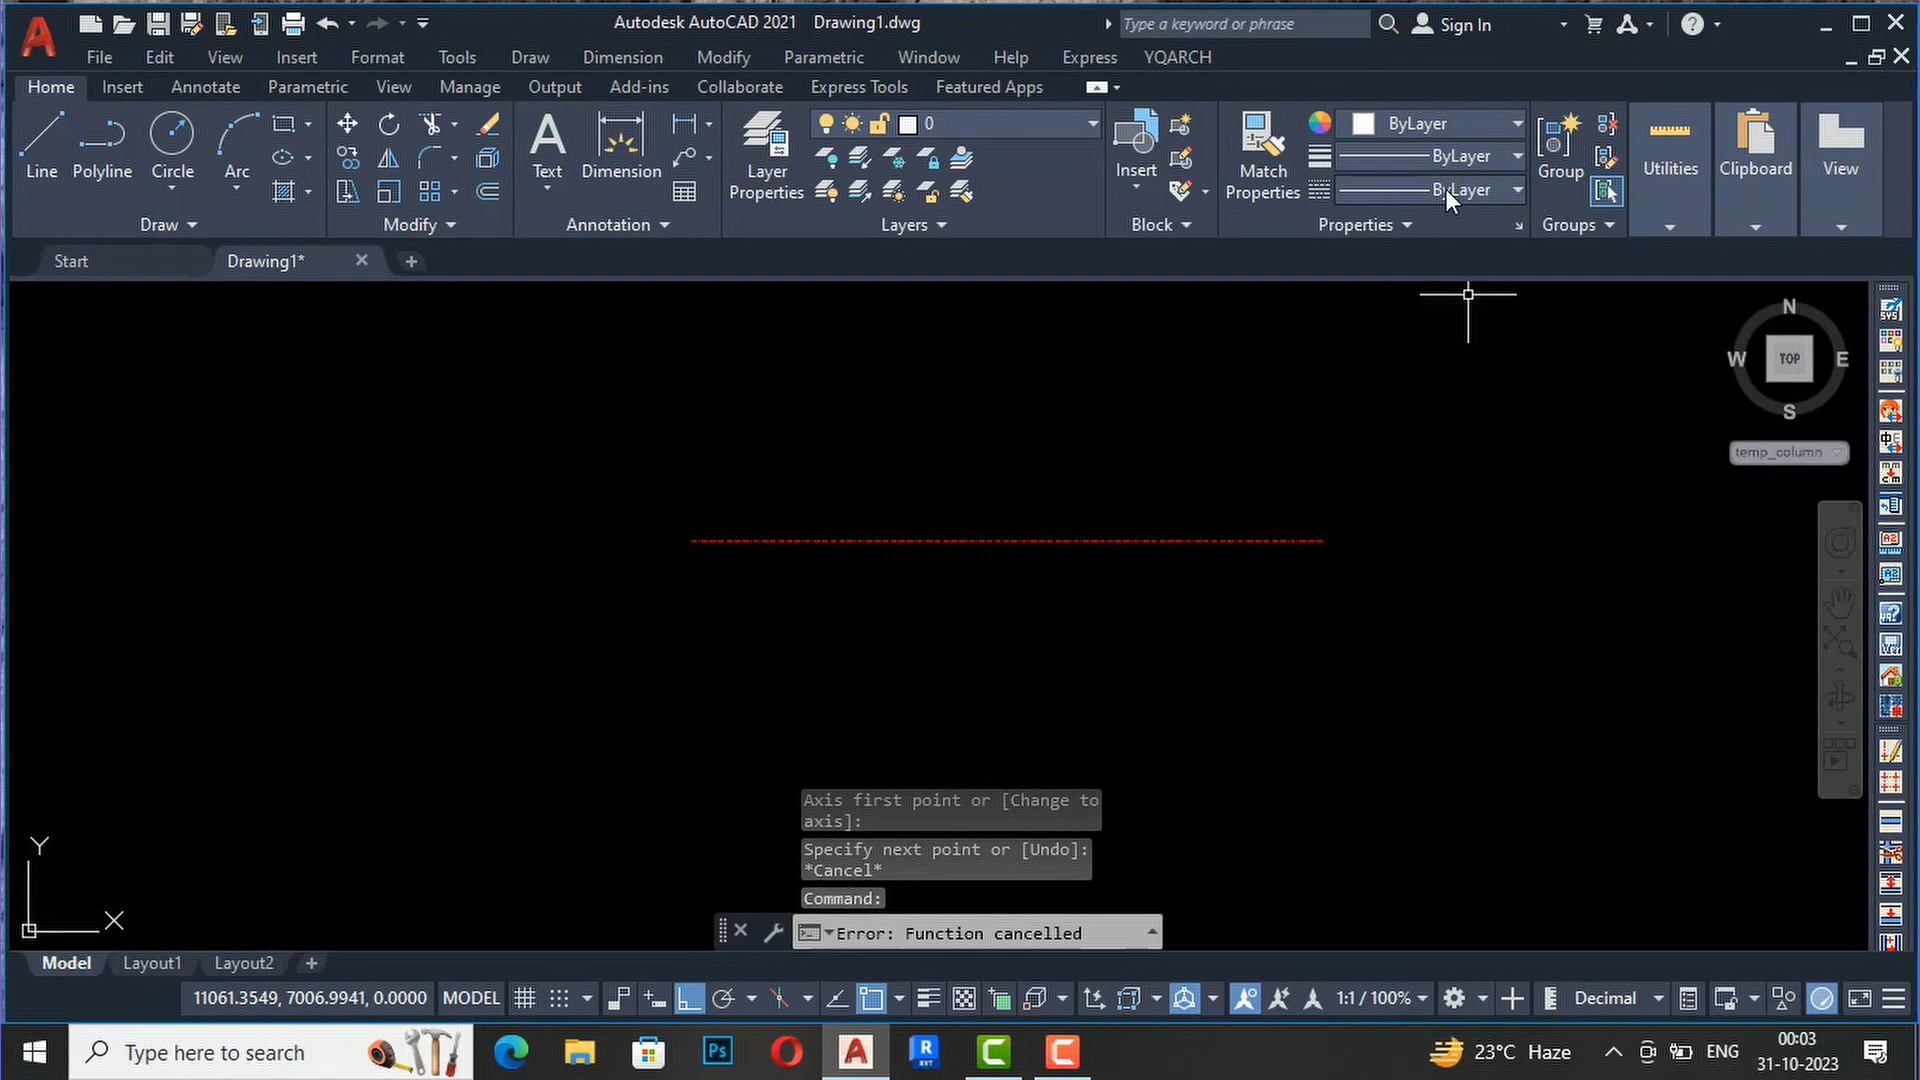 Autodesk AutoCAD 2021 Drawing1.dwg
Type a keyword or phrase
Sign In
File Edit View Insert Format Tools Draw Dimension Modify Parametric Window Help Express YQARCH
Home Insert Annotate Parametric View Manage Output Add-ins Collaborate Express Tools Featured Apps
Line
Polyline
Circle
Arc
Draw
Modify
Text
Dimension
Annotation
Layer
Properties
0
Layers
Insert
Block
Match
Properties
ByLayer
ByLayer
ByLayer
Properties
Group
Groups
Utilities
Clipboard
View
Start
Drawing1*
N
W
TOP
E
S
temp_column
Axis first point or [Change to
axis]:
Specify next point or [Undo]:
*Cancel*
Command:
Error: Function cancelled
Y
X
Model Layout1 Layout2
11061.3549, 7006.9941, 0.0000
MODEL
1:1 / 100%
Decimal
Type here to search
Ps
R
RVT
23°C Haze
ENG
00:03
31-10-2023